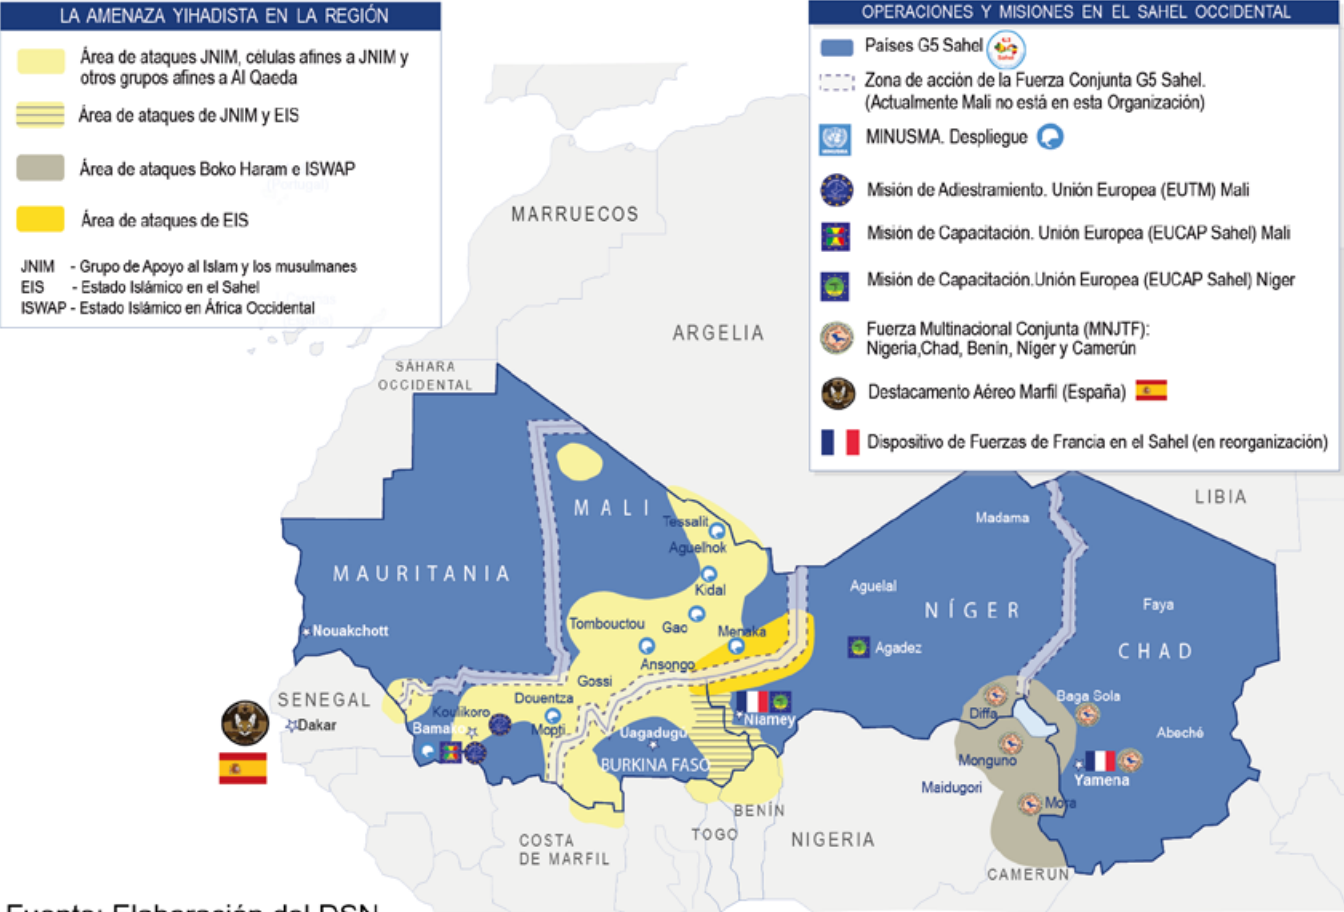 LA AMENAZA YIHADISTA EN LA REGIÓN
Área de ataques JNIM, células afines a JNIM y
otros grupos afines a Al Qaeda
Área de ataques de JNIM y EIS
Área de ataques Boko Haram e ISWAP
Área de ataques de EIS
JNIM - Grupo de Apoyo al Islam y los musulmanes
EIS - Estado Islámico en el Sahel
ISWAP - Estado Islámico en África Occidental
OPERACIONES Y MISIONES EN EL SAHEL OCCIDENTAL
Países G5 Sahel
Zona de acción de la Fuerza Conjunta G5 Sahel.
(Actualmente Mali no está en esta Organización)
MINUSMA. Despliegue
Misión de Adiestramiento. Unión Europea (EUTM) Mali
Misión de Capacitación. Unión Europea (EUCAP Sahel) Mali
Misión de Capacitación.Unión Europea (EUCAP Sahel) Niger
Fuerza Multinacional Conjunta (MNJTF):
Nigeria,Chad, Benín, Níger y Camerún
Destacamento Aéreo Marfil (España)
Dispositivo de Fuerzas de Francia en el Sahel (en reorganización)
MARRUECOS
ARGELIA
SÁHARA
OCCIDENTAL
LIBIA
MALI
Madama
Tessalit
Aguelhok
MAURITANIA
Kidal
Aguelal
NÍGER
Faya
Nouakchott
Tombouctou
Gao
Menaka
Agadez
CHAD
Ansongo
Gossi
SENEGAL
Dakar
Douentza
Koulikoro
Bamako
Mopti
Niamey
Diffa
Baga Sola
Uagadugu
Abeché
BURKINA FASO
Monguno
Yamena
Maidugori
Mora
BENÍN
TOGO
NIGERIA
COSTA
DE MARFIL
CAMERUN
Fuente: Elaboración del DSN